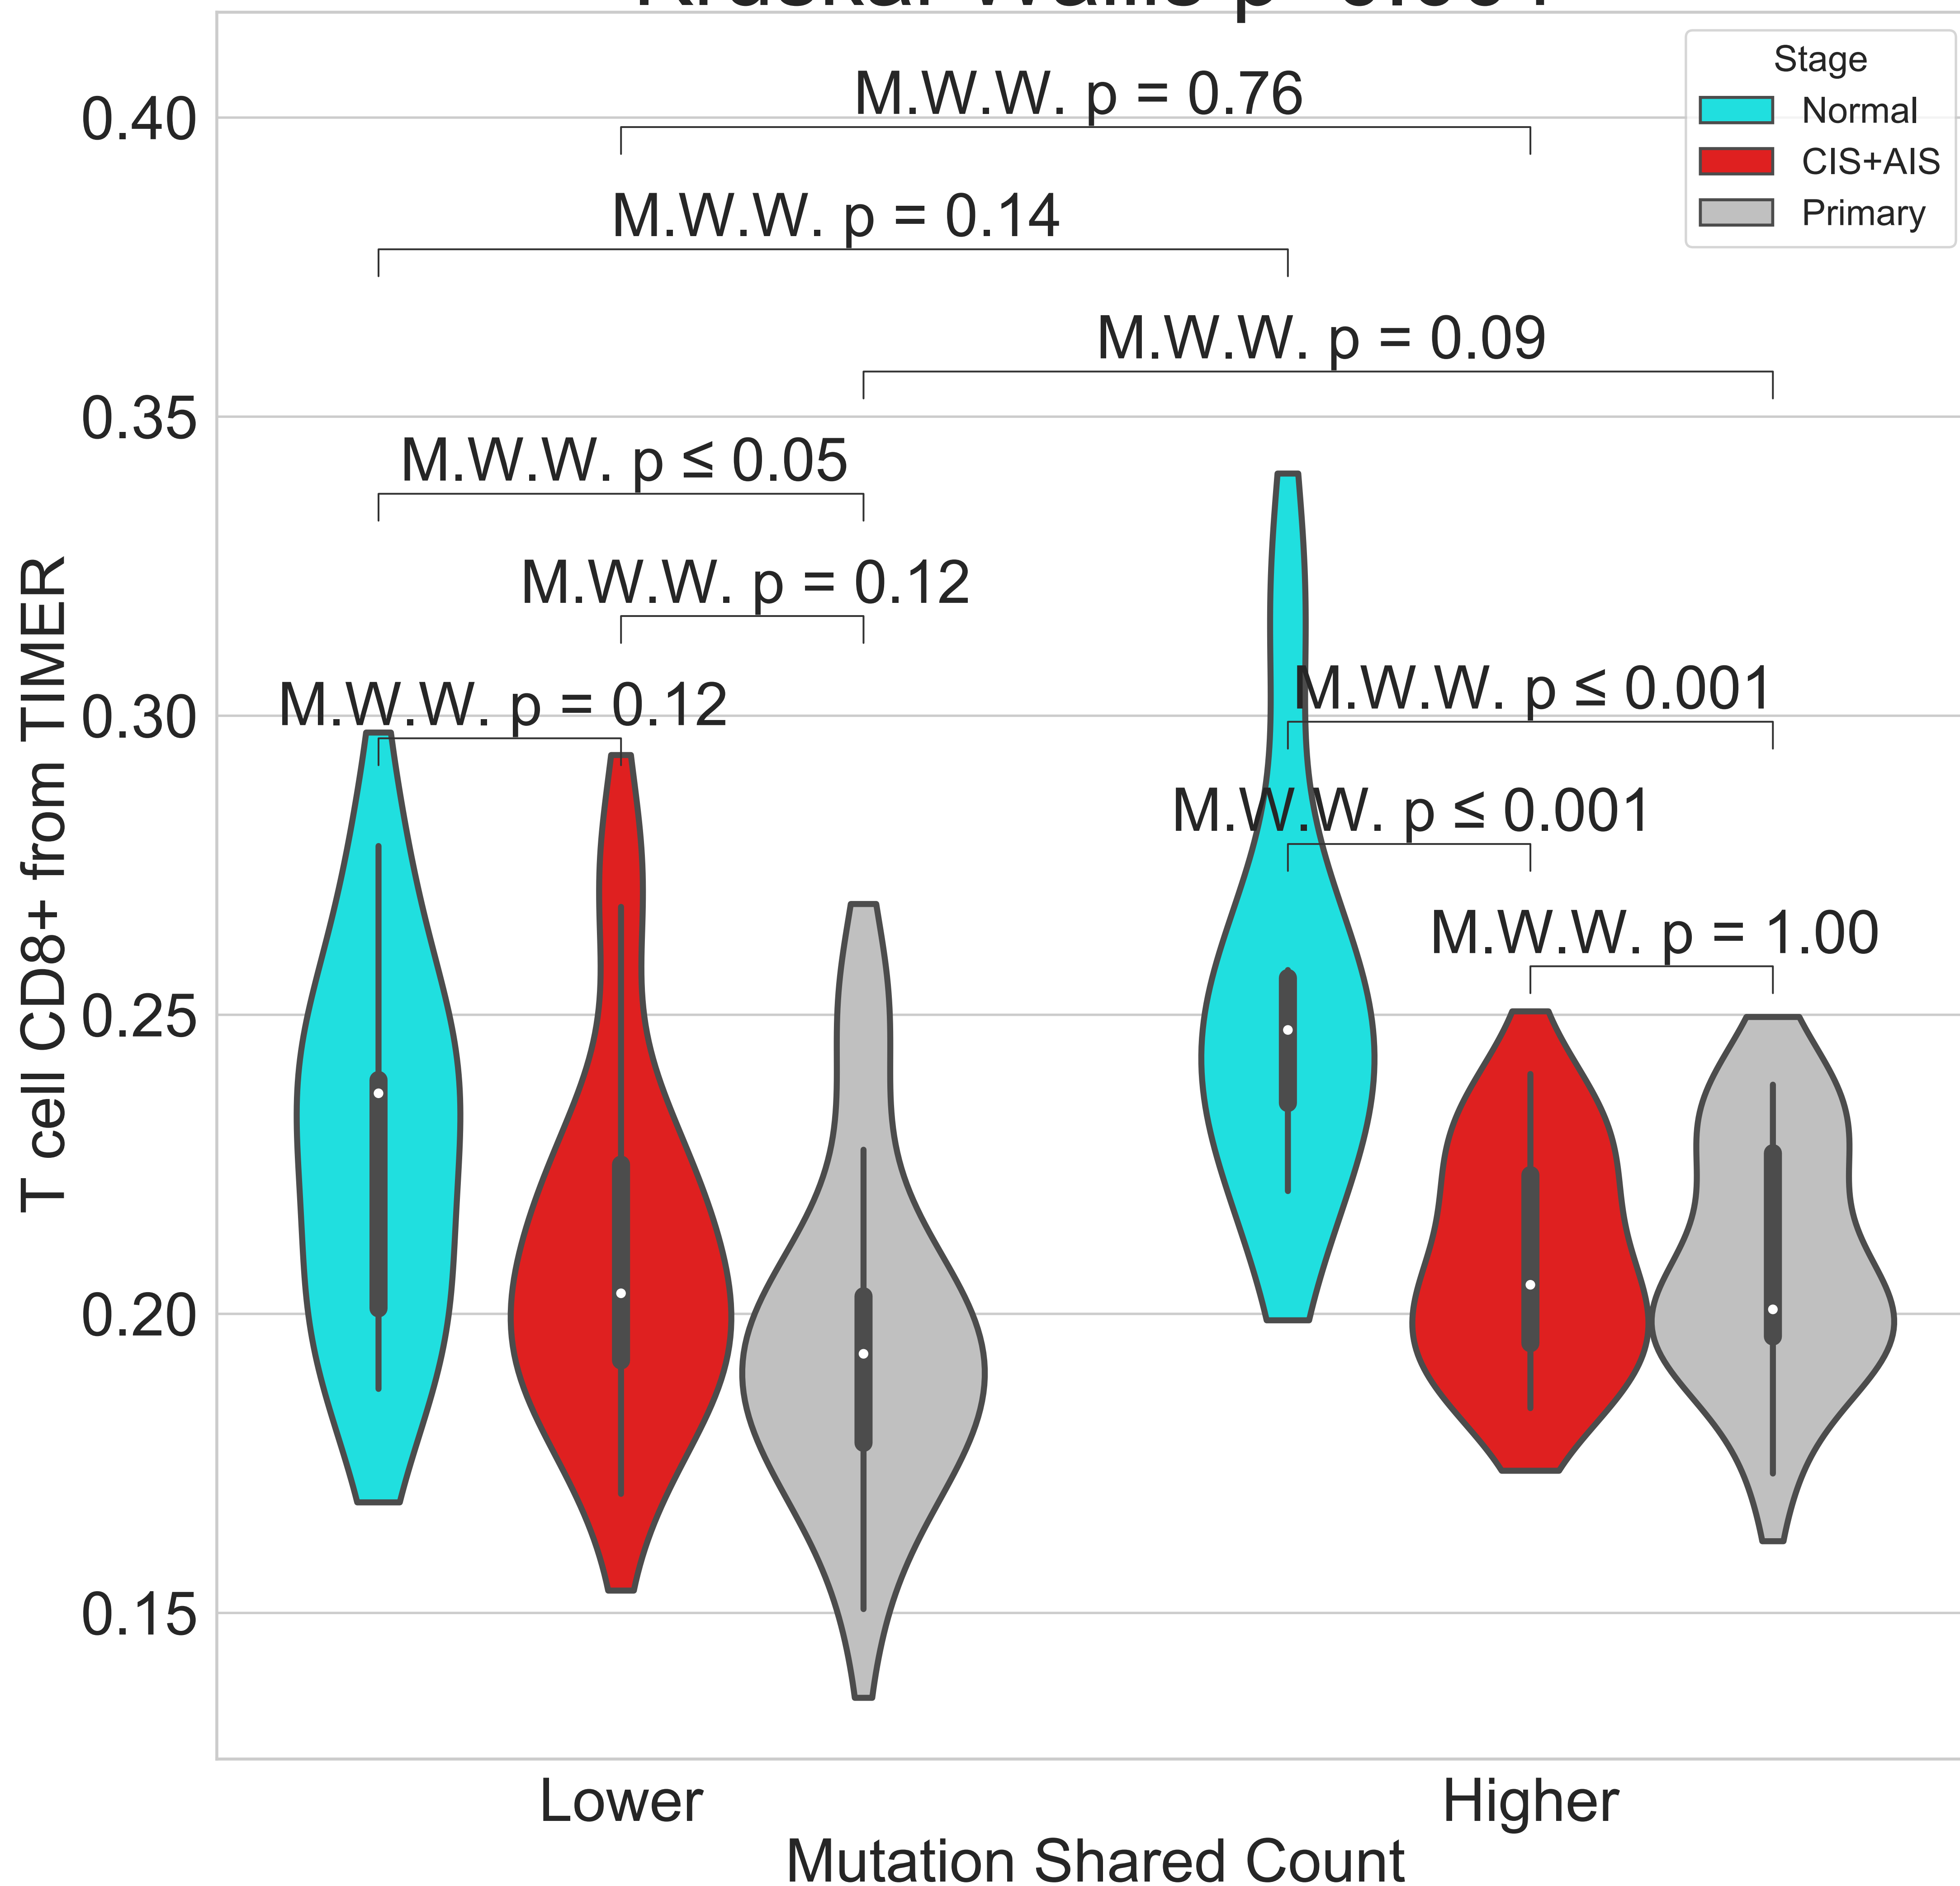 M.W.W. p = 0.76
M.W.W. p = 0.14
M.W.W. p = 0.09
M.W.W. p ≤ 0.05
M.W.W. p = 0.12
M.W.W. p = 0.12
M.W.W. p ≤ 0.001
M.W.W. p ≤ 0.001
M.W.W. p = 1.00
Stage
Normal
CIS+AIS
Primary
T cell CD8+ from TIMER
0.40
0.35
0.30
0.25
0.20
0.15
Lower
Higher
Mutation Shared Count